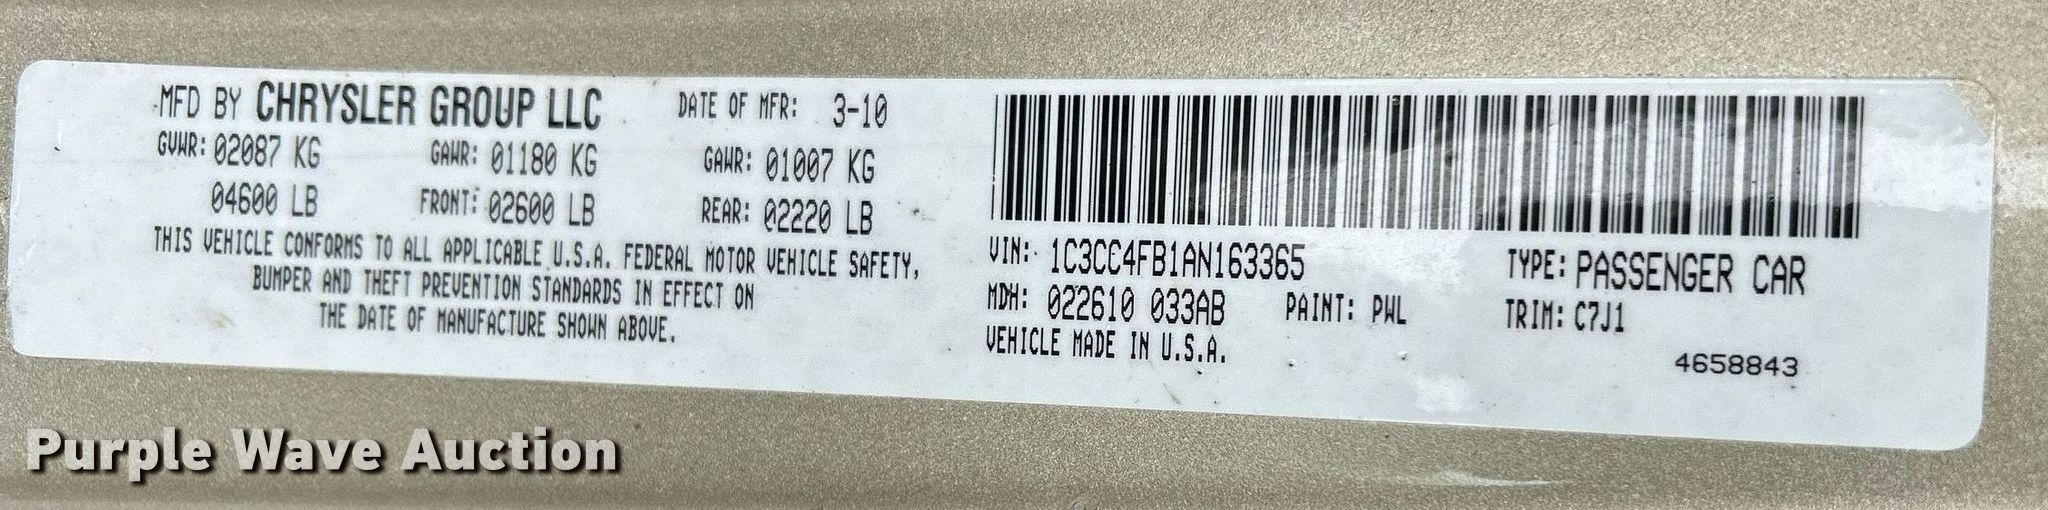 MFD BY CHRYSLER GROUP LLC DATE OF MFR: 3-10
GVWR: 02087 KG GAWR: 01180 KG GAWR: 01007 KG
04600 LB FRONT: 02600 LB REAR: 02220 LB
THIS VEHICLE CONFORMS TO ALL APPLICABLE U.S.A. FEDERAL MOTOR VEHICLE SAFETY,
BUMPER AND THEFT PREVENTION STANDARDS IN EFFECT ON
THE DATE OF MANUFACTURE SHOWN ABOVE.
VIN: 1C3CC4FB1AN163365 TYPE: PASSENGER CAR
MDH: 022610 033AB PAINT: PWL TRIM: C7J1
VEHICLE MADE IN U.S.A.
4658843
Purple Wave Auction